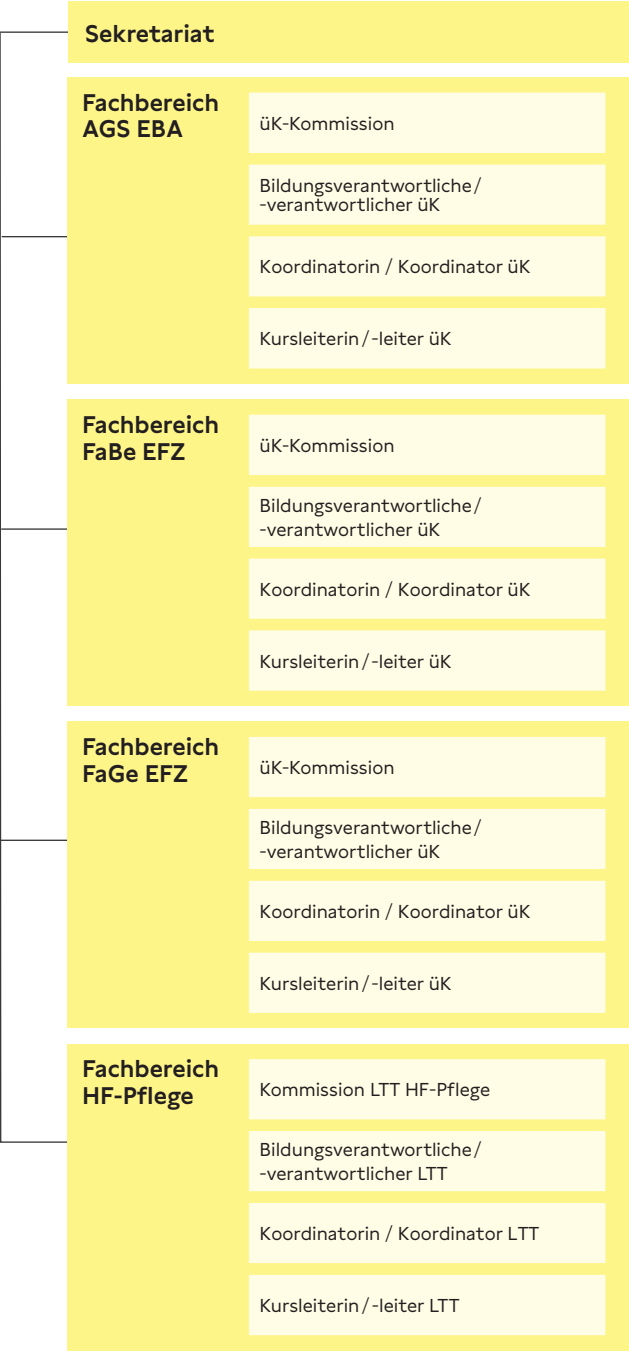 Sekretariat
Fachbereich
AGS EBA
üK-Kommission
Bildungsverantwortliche/
-verantwortlicher üK
Koordinatorin / Koordinator üK
Kursleiterin/-leiter üK
Fachbereich
FaBe EFZ
üK-Kommission
Bildungsverantwortliche/
-verantwortlicher üK
Koordinatorin / Koordinator üK
Kursleiterin/-leiter üK
Fachbereich
FaGe EFZ
üK-Kommission
Bildungsverantwortliche/
-verantwortlicher üK
Koordinatorin / Koordinator üK
Kursleiterin/-leiter üK
Fachbereich
HF-Pflege
Kommission LTT HF-Pflege
Bildungsverantwortliche/
-verantwortlicher LTT
Koordinatorin / Koordinator LTT
Kursleiterin/-leiter LTT